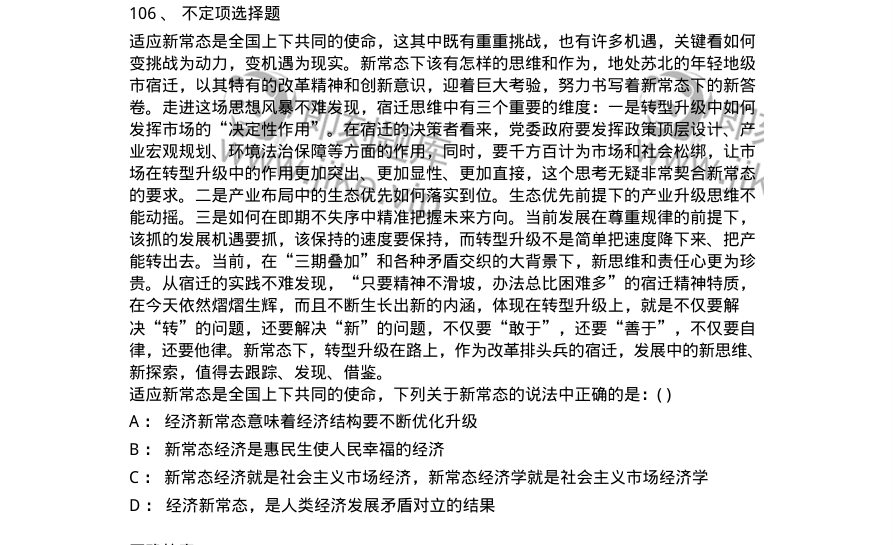 106 、 不定项选择题
适应新常态是全国上下共同的使命，这其中既有重重挑战，也有许多机遇，关键看如何
变挑战为动力，变机遇为现实。新常态下该有怎样的思维和作为，地处苏北的年轻地级
市宿迁，以其特有的改革精神和创新意识，迎着巨大考验，努力书写着新常态下的新答
卷。走进这场思想风暴不难发现，宿迁思维中有三个重要的维度：一是转型升级中如何
发挥市场的“决定性作用”。在宿迁的决策者看来，党委政府要发挥政策顶层设计、产
业宏观规划、环境法治保障等方面的作用，同时，要千方百计为市场和社会松绑，让市
场在转型升级中的作用更加突出、更加显性、更加直接，这个思考无疑非常契合新常态
的要求。二是产业布局中的生态优先如何落实到位。生态优先前提下的产业升级思维不
能动摇。三是如何在即期不失序中精准把握未来方向。当前发展在尊重规律的前提下，
该抓的发展机遇要抓，该保持的速度要保持，而转型升级不是简单把速度降下来、把产
能转出去。当前，在“三期叠加”和各种矛盾交织的大背景下，新思维和责任心更为珍
贵。从宿迁的实践不难发现，“只要精神不滑坡，办法总比困难多”的宿迁精神特质，
在今天依然熠熠生辉，而且不断生长出新的内涵，体现在转型升级上，就是不仅要解
决“转”的问题，还要解决“新”的问题，不仅要“敢于”，还要“善于”，不仅要自
律，还要他律。新常态下，转型升级在路上，作为改革排头兵的宿迁，发展中的新思维、
新探索，值得去跟踪、发现、借鉴。
适应新常态是全国上下共同的使命，下列关于新常态的说法中正确的是：( )
A ： 经济新常态意味着经济结构要不断优化升级
B ： 新常态经济是惠民生使人民幸福的经济
C ： 新常态经济就是社会主义市场经济，新常态经济学就是社会主义市场经济学
D ： 经济新常态，是人类经济发展矛盾对立的结果